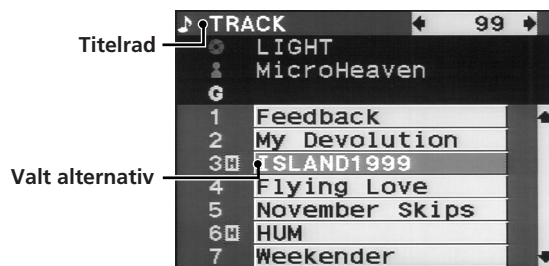 ♪ TRACK ← 99 →
Titelrad
LIGHT
MicroHeaven
G
1 Feedback
2 My Devolution
Valt alternativ
3 H ISLAND1999
4 Flying Love
5 November Skips
6 H HUM
7 Weekender